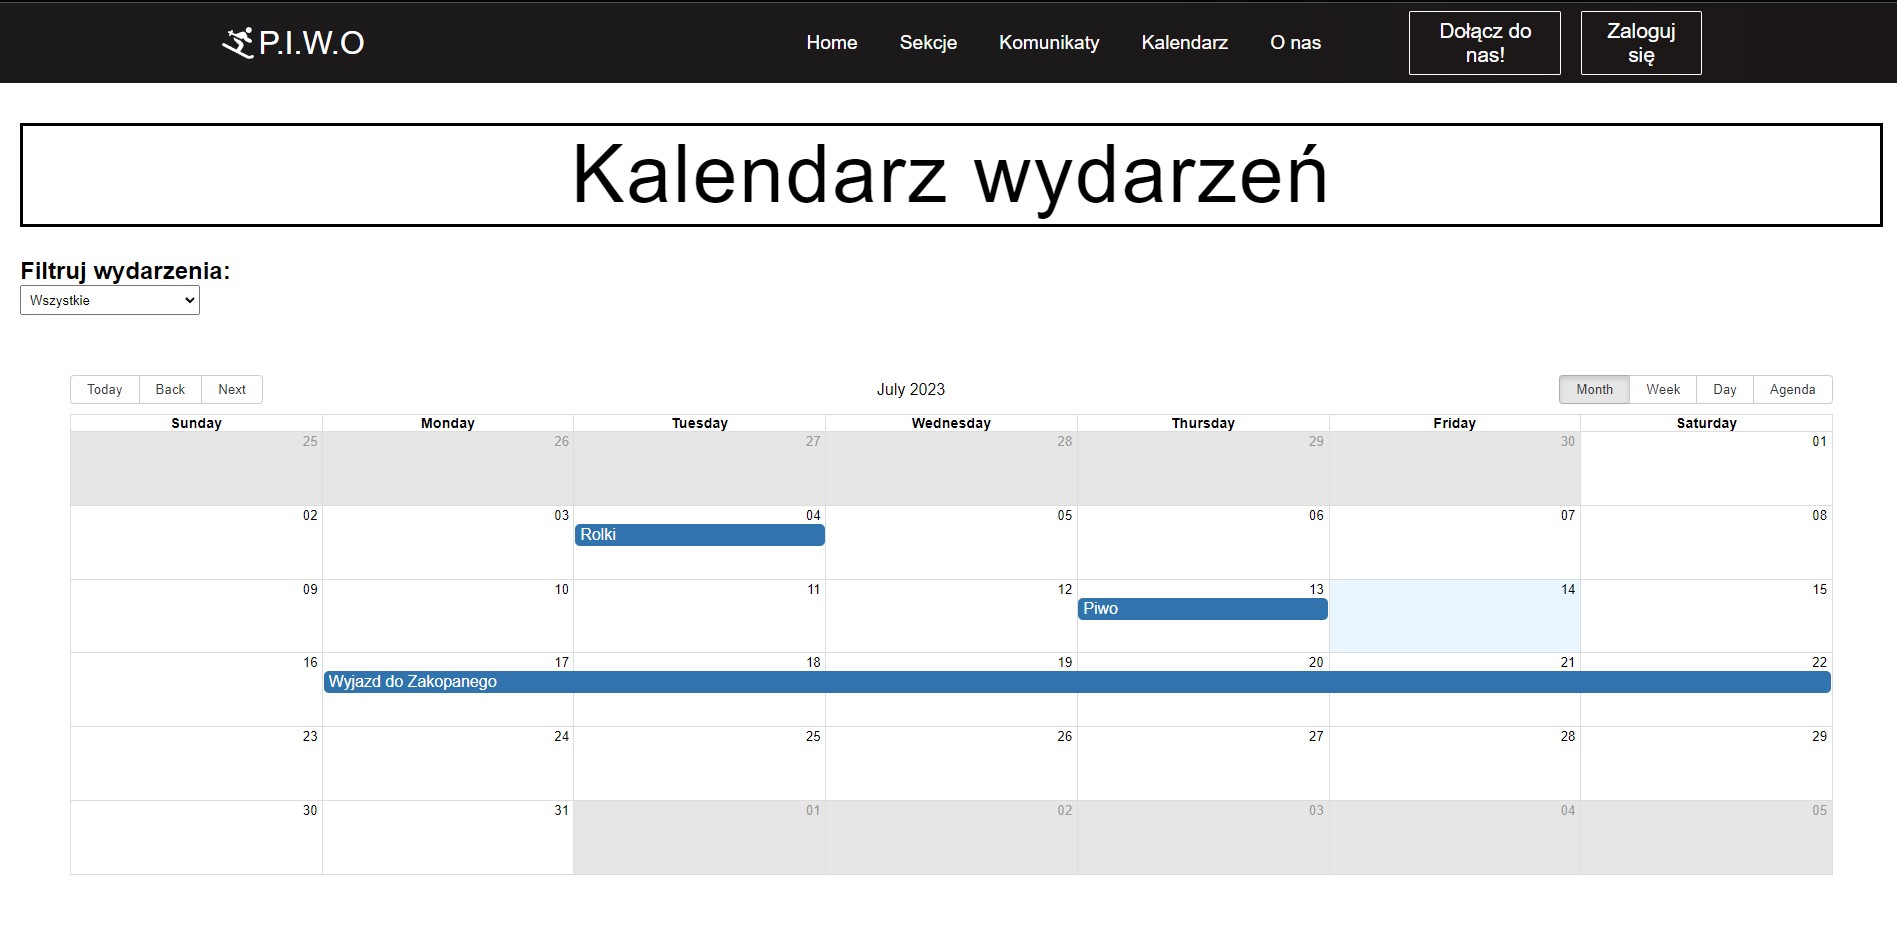 P.I.W.O
Home Sekcje Komunikaty Kalendarz O nas
Dołącz do
nas!
Zaloguj
się
Kalendarz wydarzeń
Filtruj wydarzenia:
Wszystkie
Today Back Next
July 2023
Month Week Day Agenda
Sunday Monday Tuesday Wednesday Thursday Friday Saturday
25 26 27 28 29 30 01
02 03 04 05 06 07 08
Rolki
09 10 11 12 13 14 15
Piwo
16 17 18 19 20 21 22
Wyjazd do Zakopanego
23 24 25 26 27 28 29
30 31 01 02 03 04 05